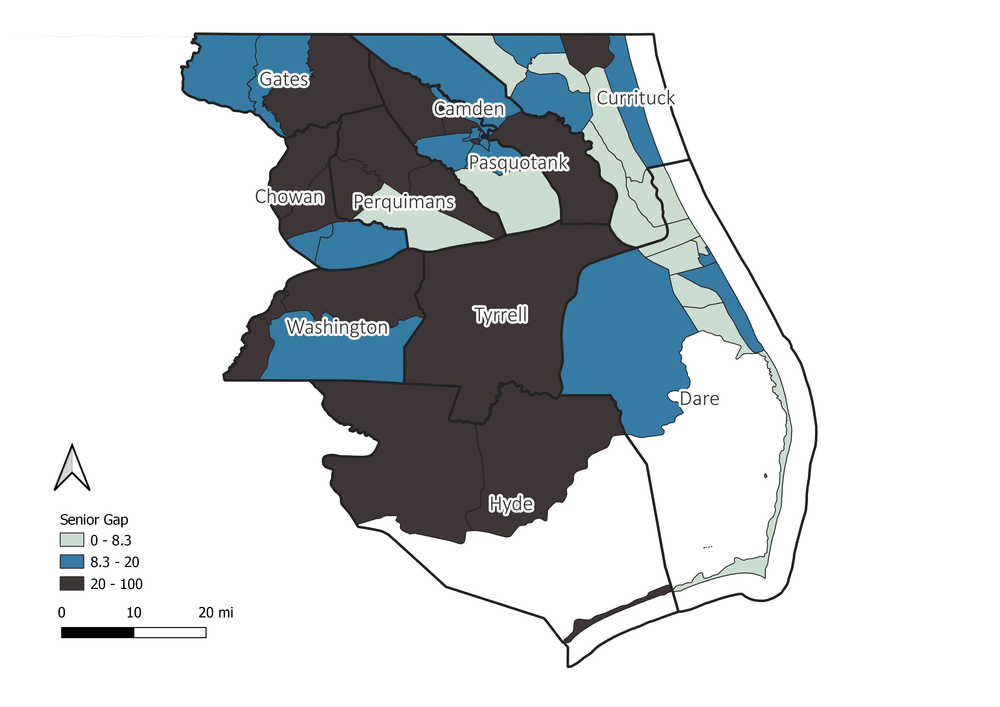 Gates
Currituck
Camden
Pasquotank
Chowan
Perquimans
Tyrrell
Washington
Dare
Hyde
Senior Gap
0 - 8.3
8.3 - 20
20 - 100
0 10 20 mi